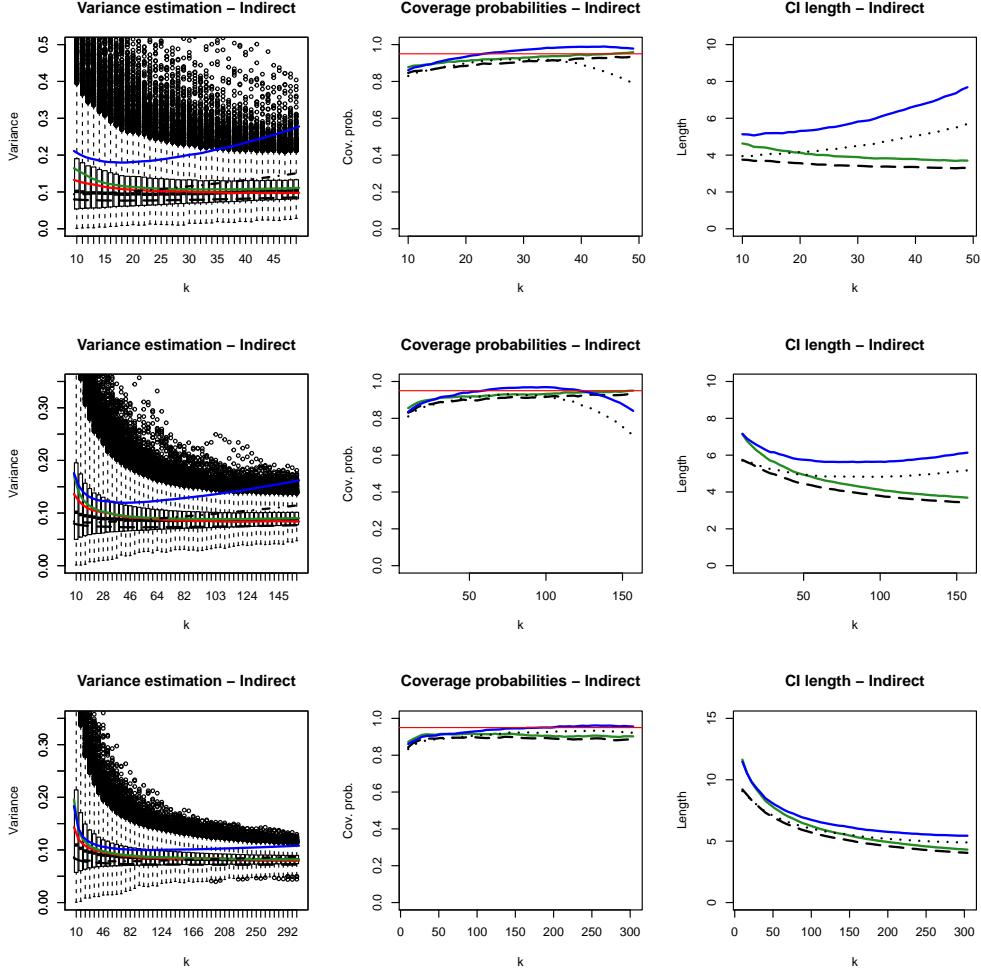 Variance estimation − Indirect
Coverage probabilities − Indirect
CI length − Indirect
Variance
0.0 0.1 0.2 0.3 0.4 0.5
10 15 20 25 30 35 40 45
k
Cov. prob.
0.0 0.2 0.4 0.6 0.8 1.0
10 20 30 40 50
k
Length
0 2 4 6 8 10
10 20 30 40 50
k
Variance estimation − Indirect
Coverage probabilities − Indirect
CI length − Indirect
Variance
0.00 0.10 0.20 0.30
10 28 46 64 82 103 124 145
k
Cov. prob.
0.0 0.2 0.4 0.6 0.8 1.0
50 100 150
k
Length
0 2 4 6 8 10
50 100 150
k
Variance estimation − Indirect
Coverage probabilities − Indirect
CI length − Indirect
Variance
0.00 0.10 0.20 0.30
10 46 82 124 166 208 250 292
k
Cov. prob.
0.0 0.2 0.4 0.6 0.8 1.0
0 50 100 150 200 250 300
k
Length
0 5 10 15
0 50 100 150 200 250 300
k